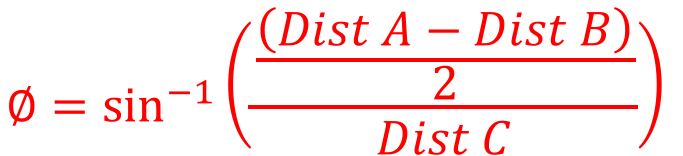 ∅ = sin⁻¹ (((Dist A − Dist B) / 2) / Dist C)